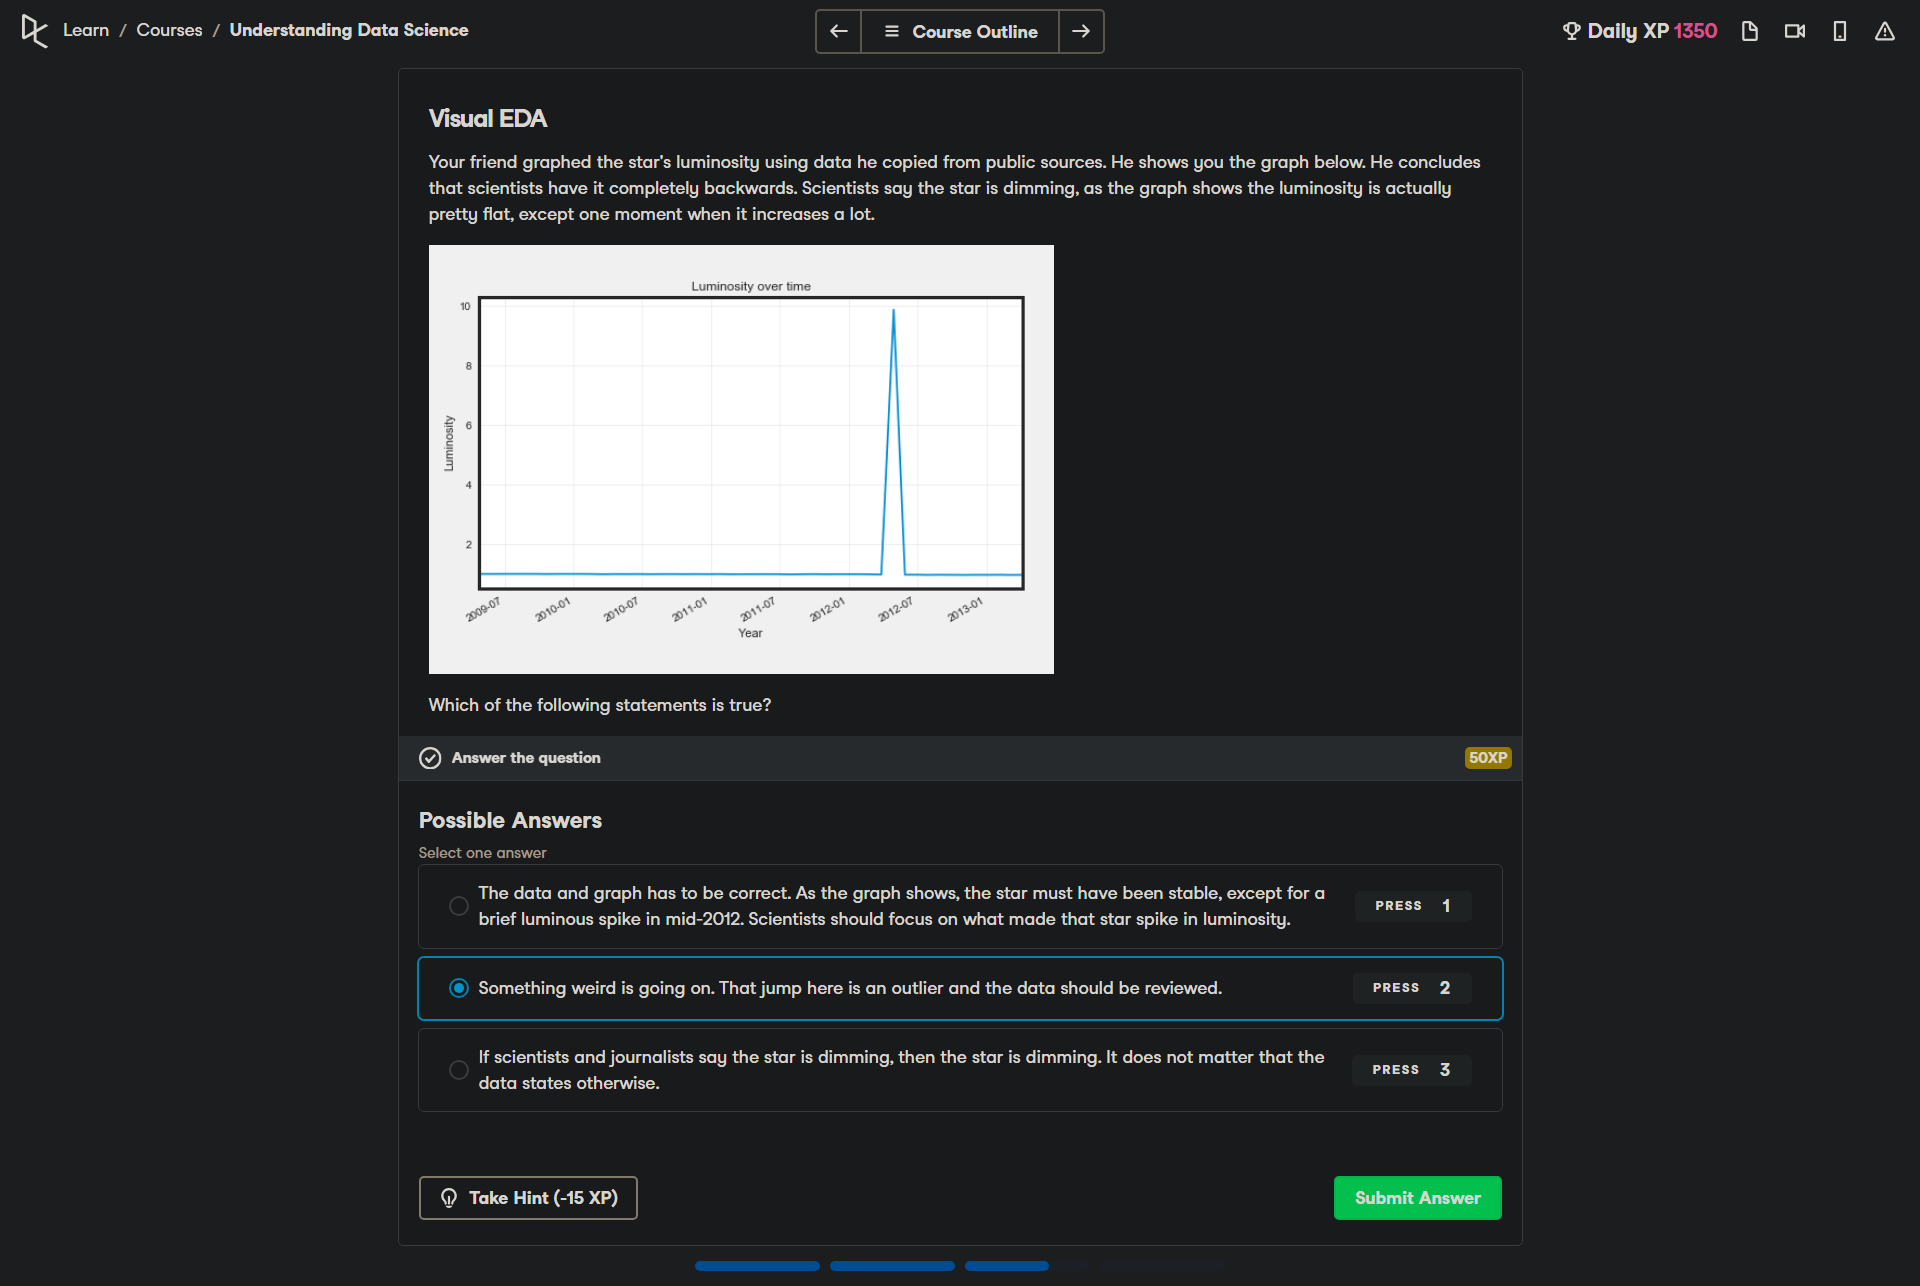 Learn / Courses / Understanding Data Science
Course Outline
Daily XP 1350
Visual EDA
Your friend graphed the star's luminosity using data he copied from public sources. He shows you the graph below. He concludes
that scientists have it completely backwards. Scientists say the star is dimming, as the graph shows the luminosity is actually
pretty flat, except one moment when it increases a lot.
Luminosity over time
10
8
6
4
2
Luminosity
2009-07 2010-01 2010-07 2011-01 2011-07 2012-01 2012-07 2013-01
Year
Which of the following statements is true?
Answer the question
50XP
Possible Answers
Select one answer
The data and graph has to be correct. As the graph shows, the star must have been stable, except for a
brief luminous spike in mid-2012. Scientists should focus on what made that star spike in luminosity.
PRESS 1
Something weird is going on. That jump here is an outlier and the data should be reviewed.
PRESS 2
If scientists and journalists say the star is dimming, then the star is dimming. It does not matter that the
data states otherwise.
PRESS 3
Take Hint (-15 XP)
Submit Answer